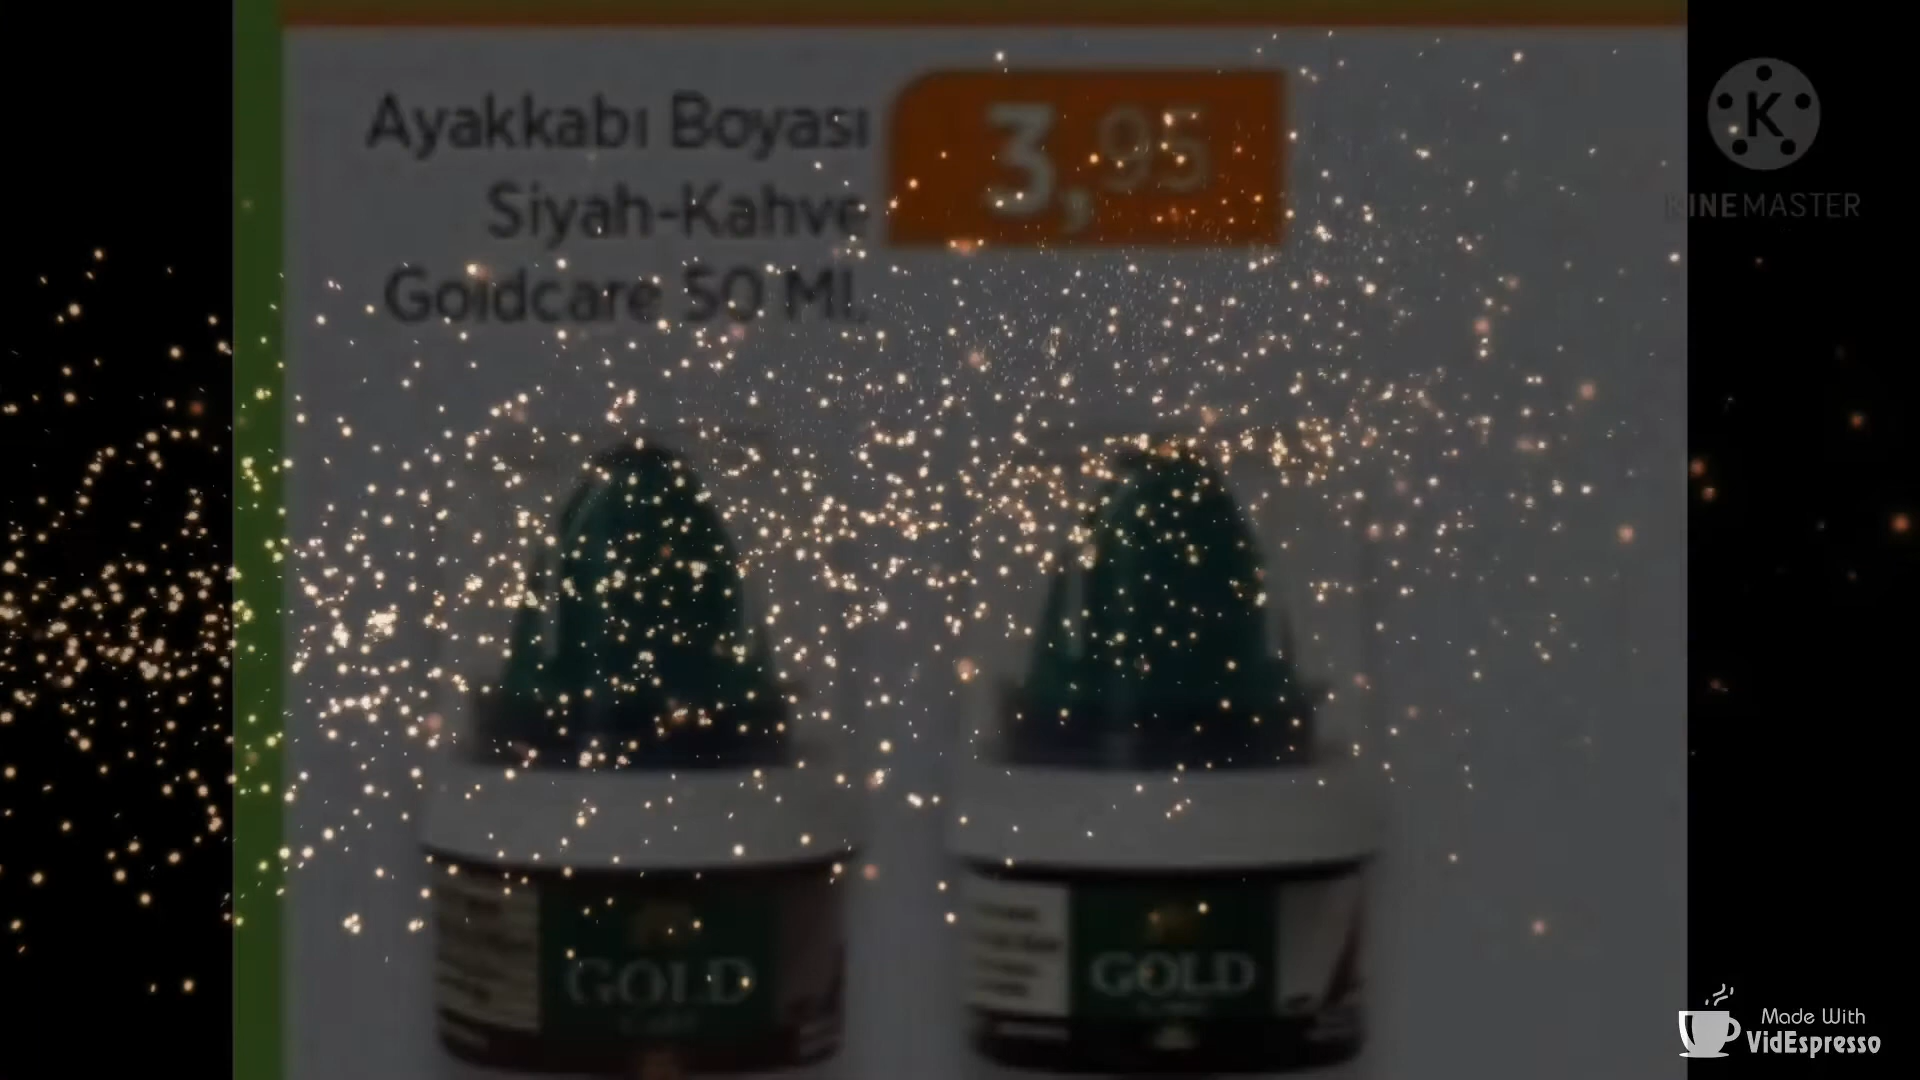 Ayakkabı Boyası
Siyah-Kahve
Goldcare 50 Ml.
3,95
K
KINEMASTER
GOLD
GOLD
Made With
VidEspresso